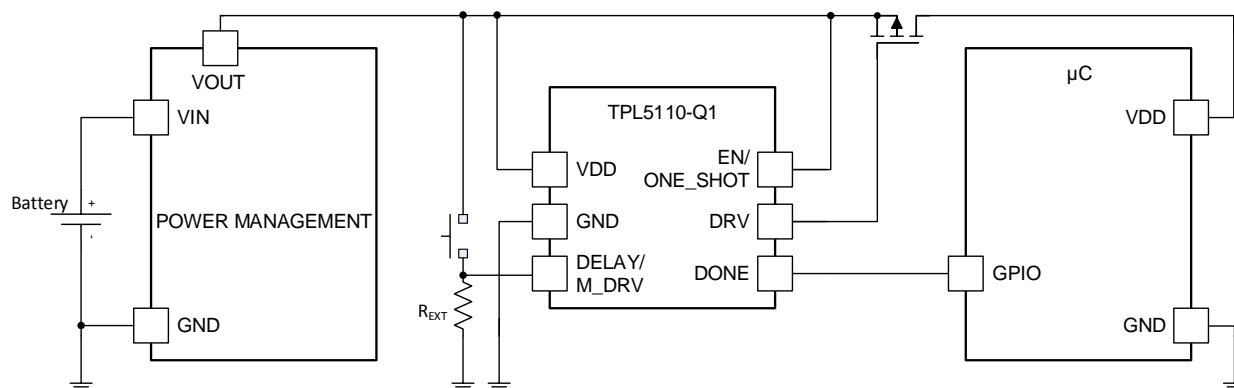 VOUT
VIN
Battery
+
-
POWER MANAGEMENT
GND
TPL5110-Q1
VDD
EN/
ONE_SHOT
GND
DRV
DELAY/
M_DRV
DONE
REXT
µC
VDD
GPIO
GND